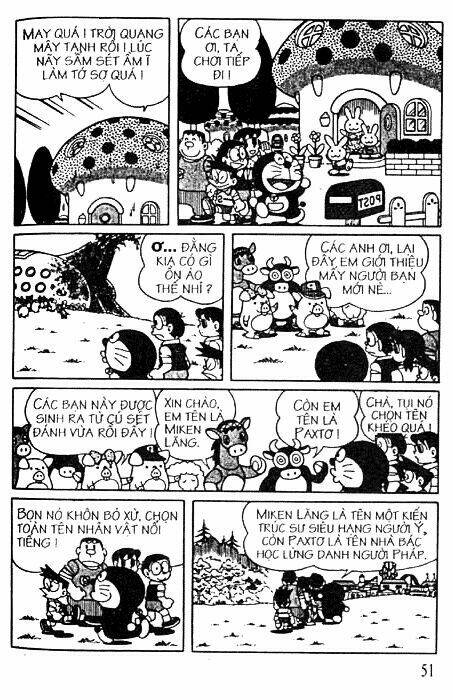 MAY QUÁ ! TRỜI QUANG
MÂY TẠNH RỒI ! LÚC
NÃY SẤM SÉT ẦM Ĩ
LÀM TỚ SỢ QUÁ !
CÁC BẠN
ƠI, TA
CHƠI TIẾP
ĐI !
POST
Ơ... ĐẰNG
KIA CÓ GÌ
ỒN ÀO
THẾ NHỈ ?
CÁC ANH ƠI, LẠI
ĐÂY EM GIỚI THIỆU
MẤY NGƯỜI BẠN
MỚI NÈ...
CÁC BẠN NÀY ĐƯỢC
SINH RA TỪ CÚ SÉT
ĐÁNH VỪA RỒI ĐẤY !
XIN CHÀO,
EM TÊN LÀ
MIKEN
LĂNG.
CÒN EM
TÊN LÀ
PAXTƠ !
CHÀ, TỤI NÓ
CHỌN TÊN
KHÉO QUÁ !
BỌN NÓ KHÔN BỎ XỪ, CHỌN
TOÀN TÊN NHÂN VẬT NỔI
TIẾNG !
MIKEN LĂNG LÀ TÊN MỘT KIẾN
TRÚC SƯ SIÊU HẠNG NGƯỜI Ý,
CÒN PAXTƠ LÀ TÊN NHÀ BÁC
HỌC LỪNG DANH NGƯỜI PHÁP.
51